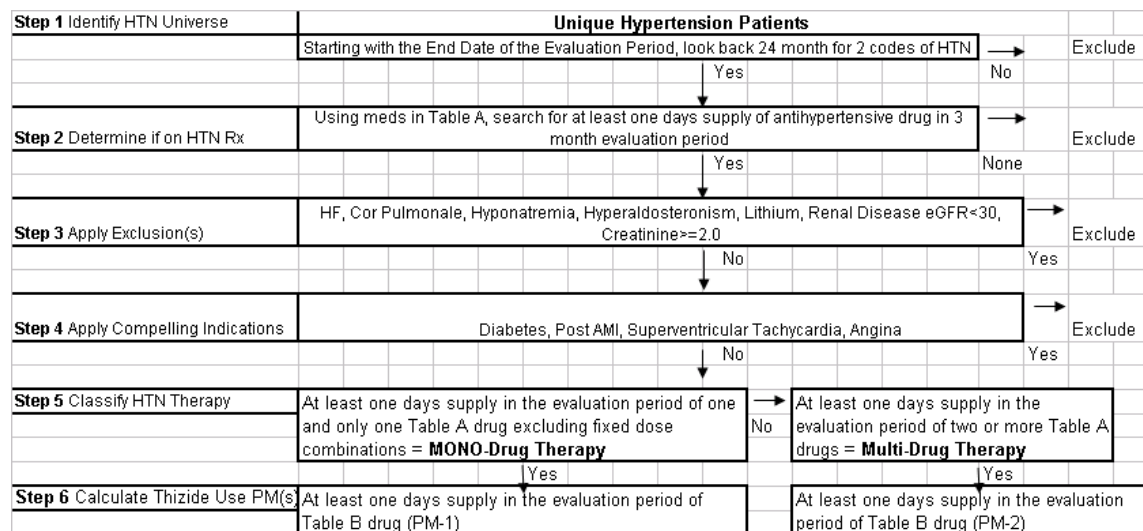 Step 1 Identify HTN Universe
Unique Hypertension Patients
Starting with the End Date of the Evaluation Period, look back 24 month for 2 codes of HTN
Exclude
Yes
No
Step 2 Determine if on HTN Rx
Using meds in Table A, search for at least one days supply of antihypertensive drug in 3
month evaluation period
Exclude
Yes
None
Step 3 Apply Exclusion(s)
HF, Cor Pulmonale, Hyponatremia, Hyperaldosteronism, Lithium, Renal Disease eGFR<30,
Creatinine>=2.0
Exclude
No
Yes
Step 4 Apply Compelling Indications
Diabetes, Post AMI, Superventricular Tachycardia, Angina
Exclude
No
Yes
Step 5 Classify HTN Therapy
At least one days supply in the evaluation period of one
and only one Table A drug excluding fixed dose
combinations = MONO-Drug Therapy
No
At least one days supply in the
evaluation period of two or more Table A
drugs = Multi-Drug Therapy
Yes
Yes
Step 6 Calculate Thizide Use PM(s)
At least one days supply in the evaluation period of
Table B drug (PM-1)
At least one days supply in the evaluation
period of Table B drug (PM-2)